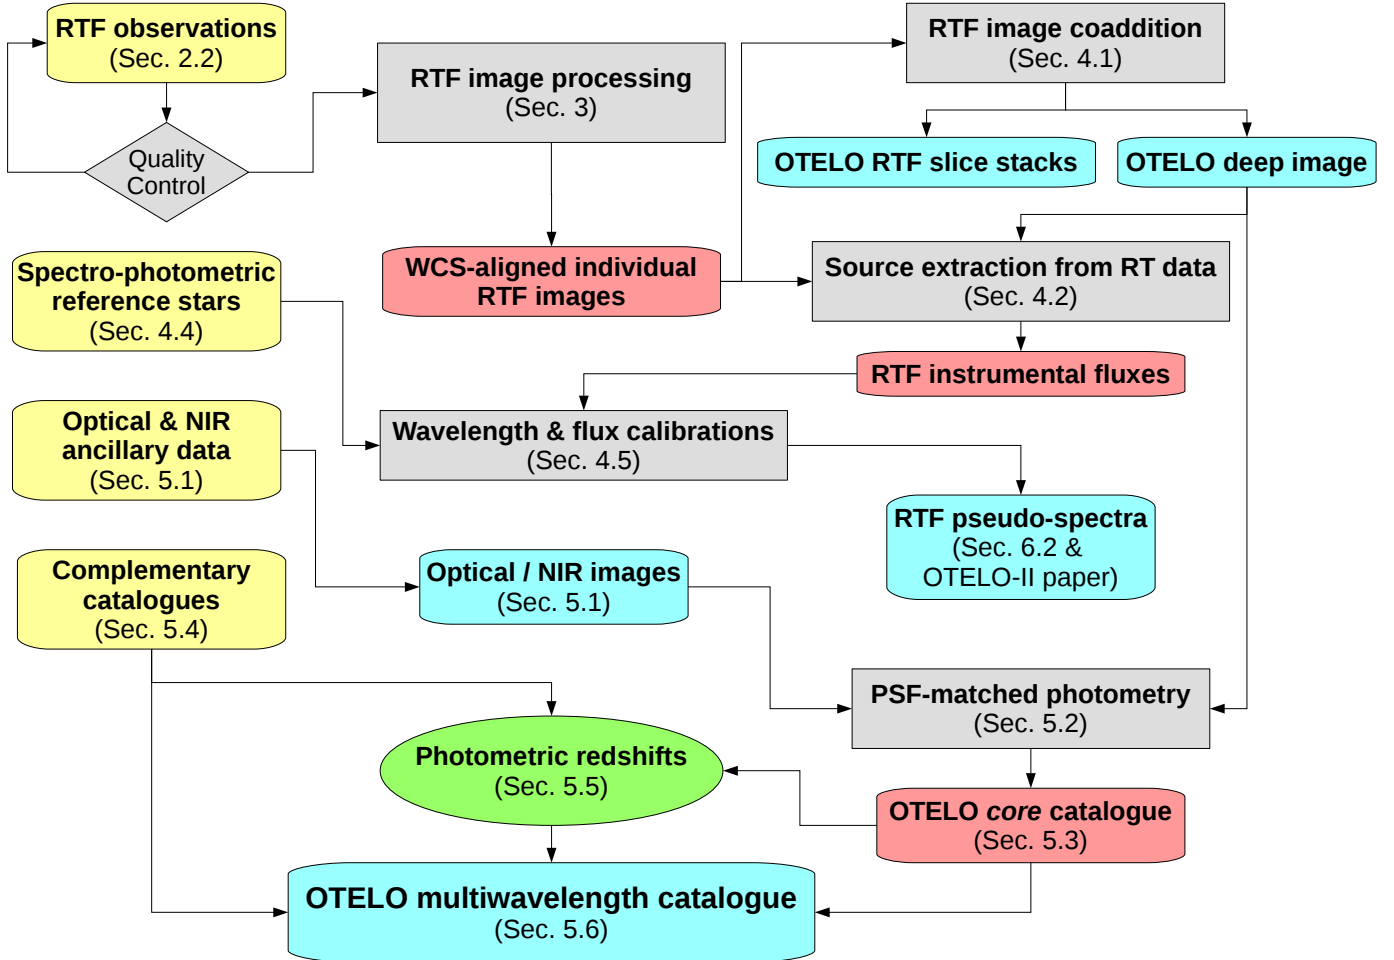 RTF observations
(Sec. 2.2)
Quality
Control
RTF image processing
(Sec. 3)
RTF image coaddition
(Sec. 4.1)
OTELO RTF slice stacks
OTELO deep image
Spectro-photometric
reference stars
(Sec. 4.4)
WCS-aligned individual
RTF images
Source extraction from RT data
(Sec. 4.2)
RTF instrumental fluxes
Optical & NIR
ancillary data
(Sec. 5.1)
Wavelength & flux calibrations
(Sec. 4.5)
RTF pseudo-spectra
(Sec. 6.2 &
OTELO-II paper)
Complementary
catalogues
(Sec. 5.4)
Optical / NIR images
(Sec. 5.1)
PSF-matched photometry
(Sec. 5.2)
Photometric redshifts
(Sec. 5.5)
OTELO core catalogue
(Sec. 5.3)
OTELO multiwavelength catalogue
(Sec. 5.6)